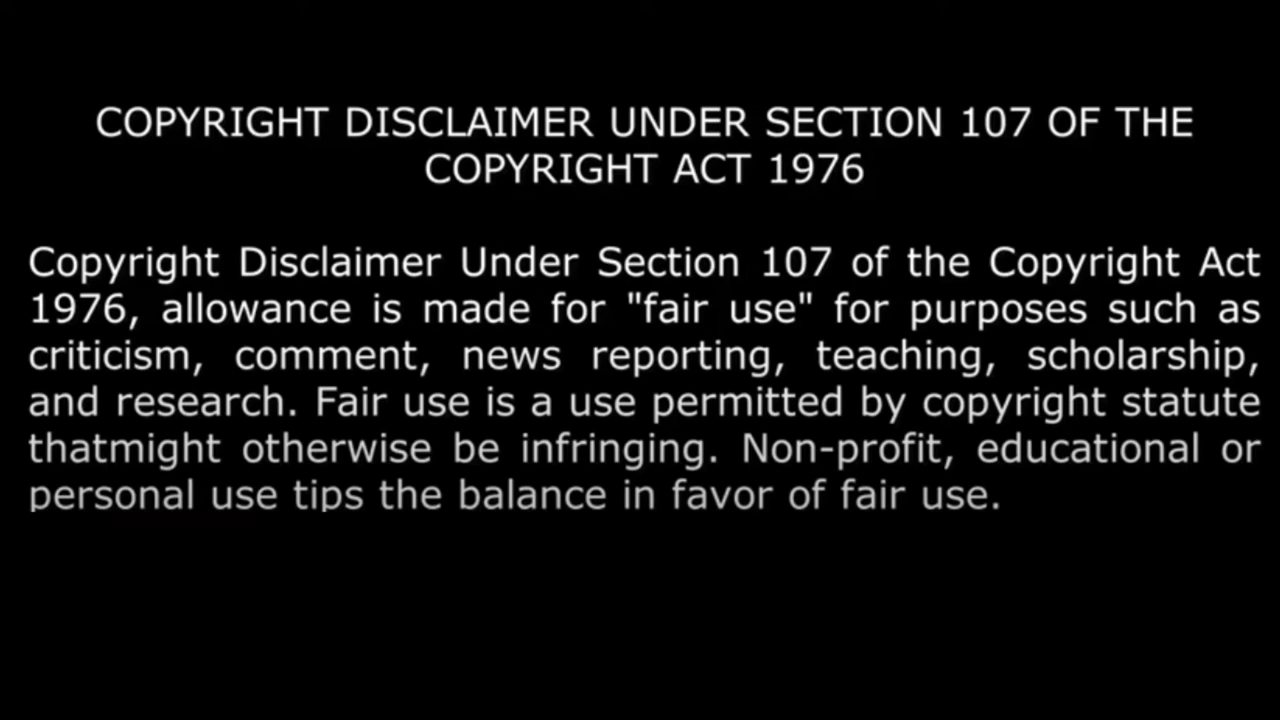 COPYRIGHT DISCLAIMER UNDER SECTION 107 OF THE
COPYRIGHT ACT 1976
Copyright Disclaimer Under Section 107 of the Copyright Act
1976, allowance is made for "fair use" for purposes such as
criticism, comment, news reporting, teaching, scholarship,
and research. Fair use is a use permitted by copyright statute
thatmight otherwise be infringing. Non-profit, educational or
personal use tips the balance in favor of fair use.